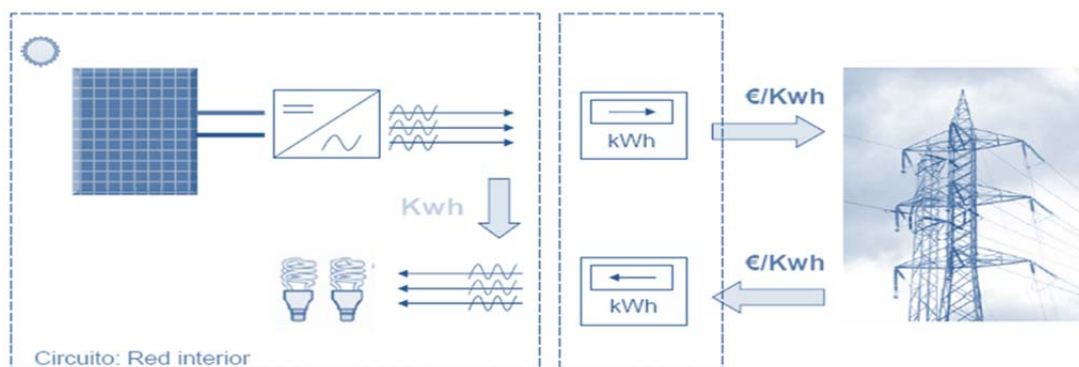 €/Kwh
kWh
Kwh
€/Kwh
kWh
Circuito: Red interior